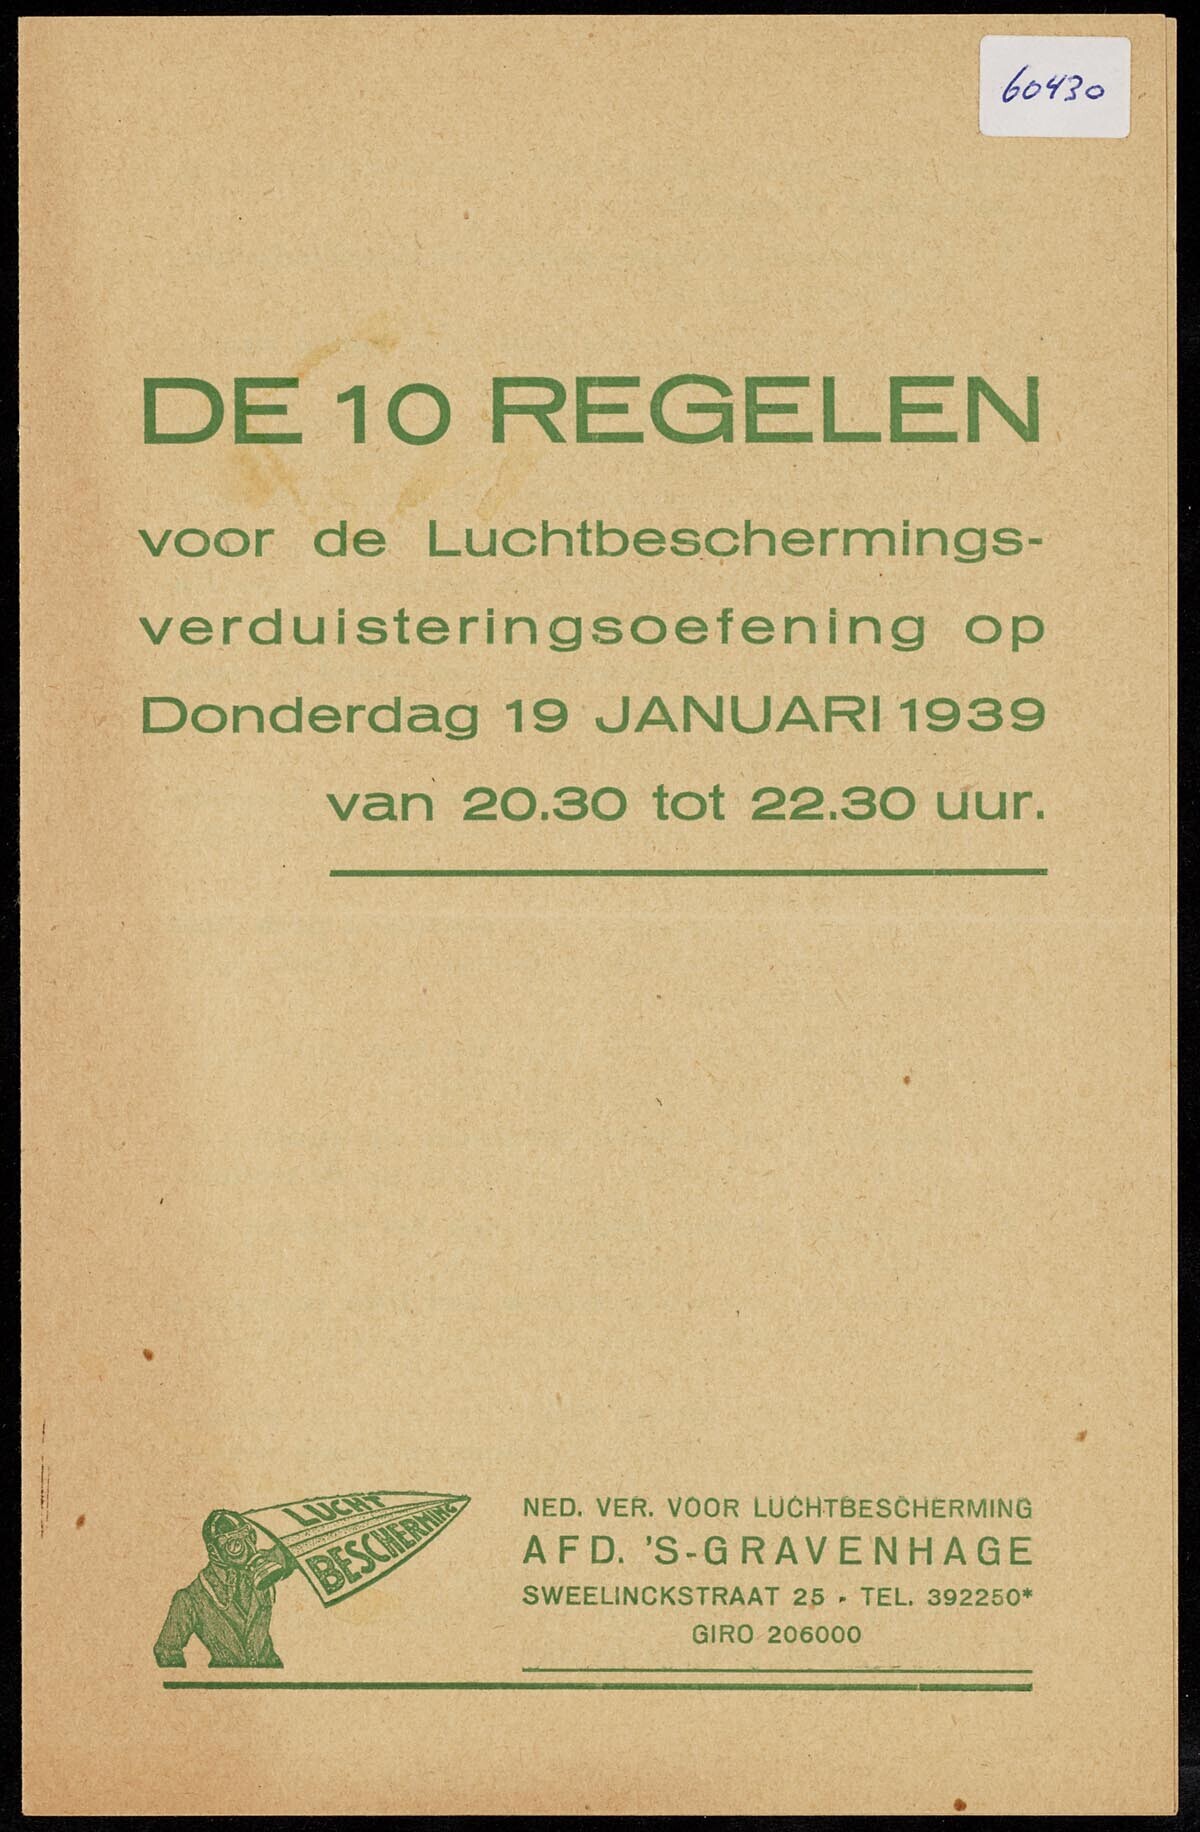 60430
DE 10 REGELEN
voor de Luchtbeschermings-
verduisteringsoefening op
Donderdag 19 JANUARI 1939
van 20.30 tot 22.30 uur.
LUCHT
BESCHERMING
NED. VER. VOOR LUCHTBESCHERMING
AFD. 'S-GRAVENHAGE
SWEELINCKSTRAAT 25 - TEL. 392250*
GIRO 206000